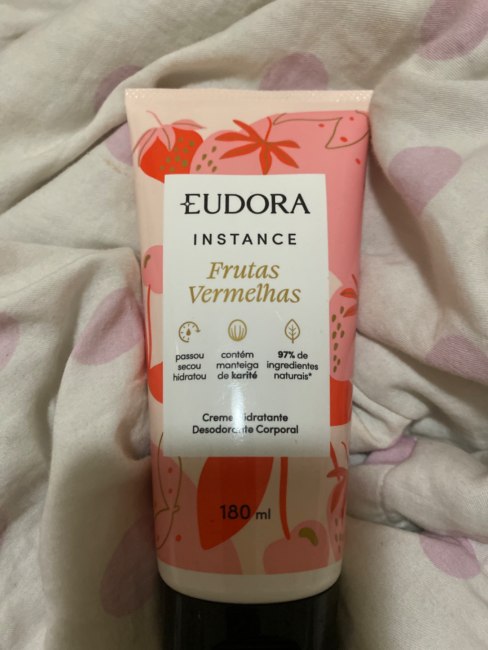 EUDORA
INSTANCE
Frutas
Vermelhas
passou
secou
hidratou
contém
manteiga
de karité
97% de
ingredientes
naturais*
Creme Hidratante
Desodorante Corporal
180 ml